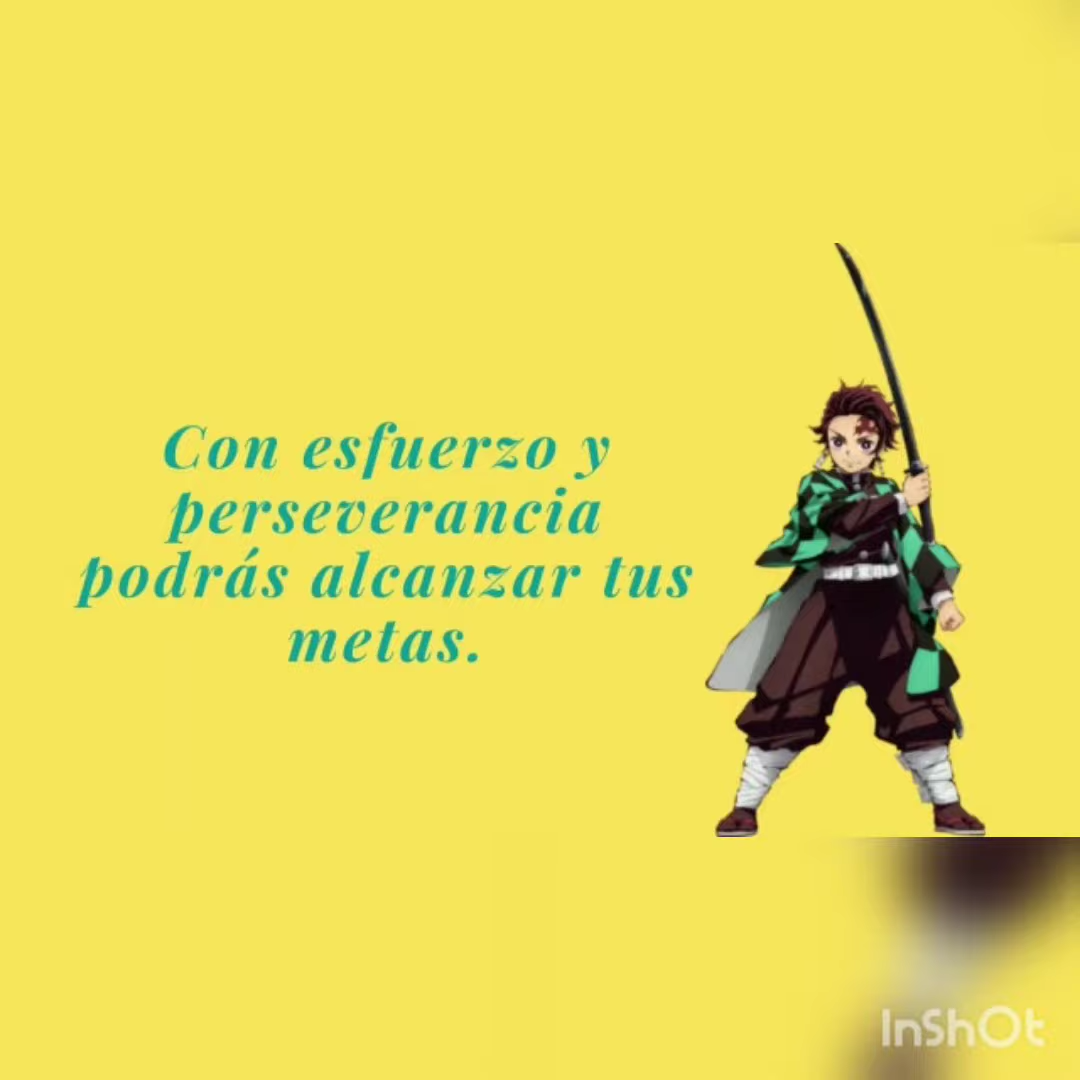 Con esfuerzo y
perseverancia
podrás alcanzar tus
metas.
InShOt